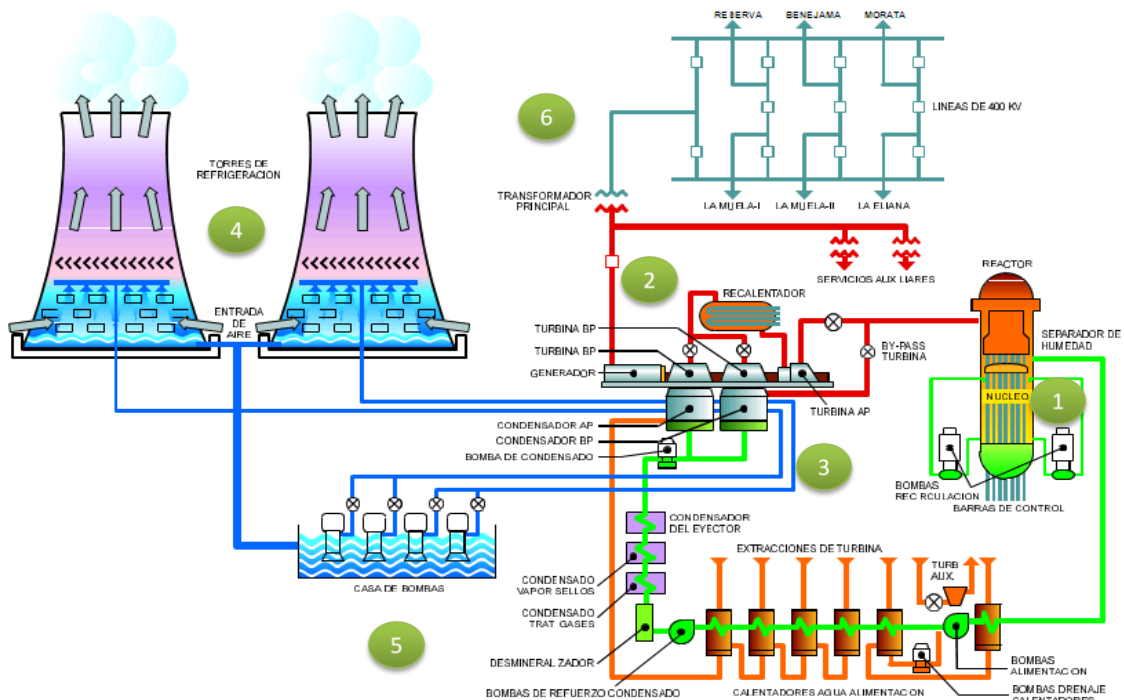 RESERVA
BENEJAMA
MORATA
6
LINEAS DE 400 KV
TORRES DE
REFRIGERACION
4
TRANSFORMADOR
PRINCIPAL
LA MUELA-I
LA MUELA-II
LA ELIANA
2
SERVICIOS AUX LIARES
REACTOR
RECALENTADOR
ENTRADA
DE
AIRE
TURBINA BP
TURBINA BP
GENERADOR
BY-PASS
TURBINA
SEPARADOR DE
HUMEDAD
NUCLEO
1
TURBINA AP
CONDENSADOR AP
CONDENSADOR BP
BOMBA DE CONDENSADO
3
BOMBAS
REC RCULACION
BARRAS DE CONTROL
CONDENSADOR
DEL EYECTOR
EXTRACCIONES DE TURBINA
TURB
AUX.
CASA DE BOMBAS
CONDENSADO
VAPOR SELLOS
CONDENSADO
TRAT GASES
5
DESMINERAL ZADOR
BOMBAS DE REFUERZO CONDENSADO
CALENTADORES AGUA ALIMENTACION
BOMBAS
ALIMENTACION
BOMBAS DRENAJE
CALENTADORES